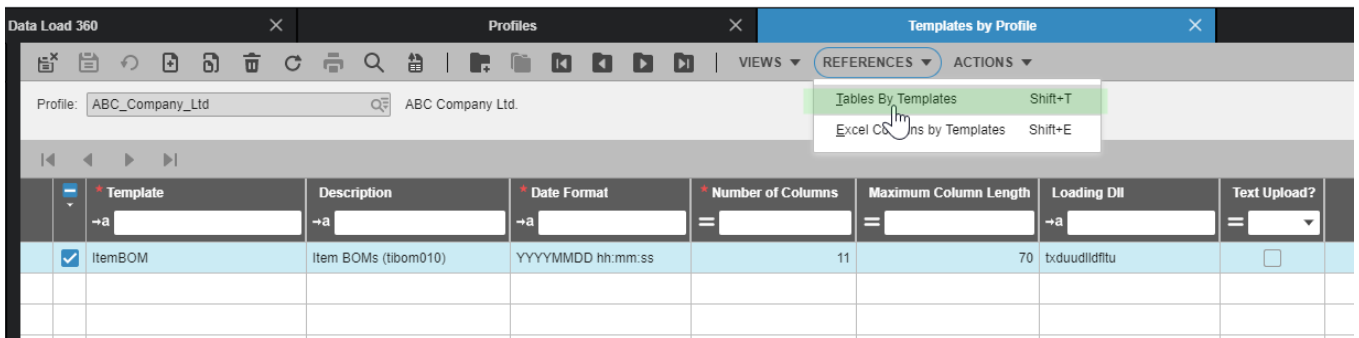 Data Load 360 Profiles Templates by Profile
VIEWS REFERENCES ACTIONS
Profile: ABC_Company_Ltd ABC Company Ltd.
Tables By Templates Shift+T
Excel Co ns by Templates Shift+E
* Template Description * Date Format * Number of Columns Maximum Column Length Loading Dll Text Upload?
→a →a →a = = →a =
ItemBOM Item BOMs (tibom010) YYYYMMDD hh:mm:ss 11 70 txduudlldfltu